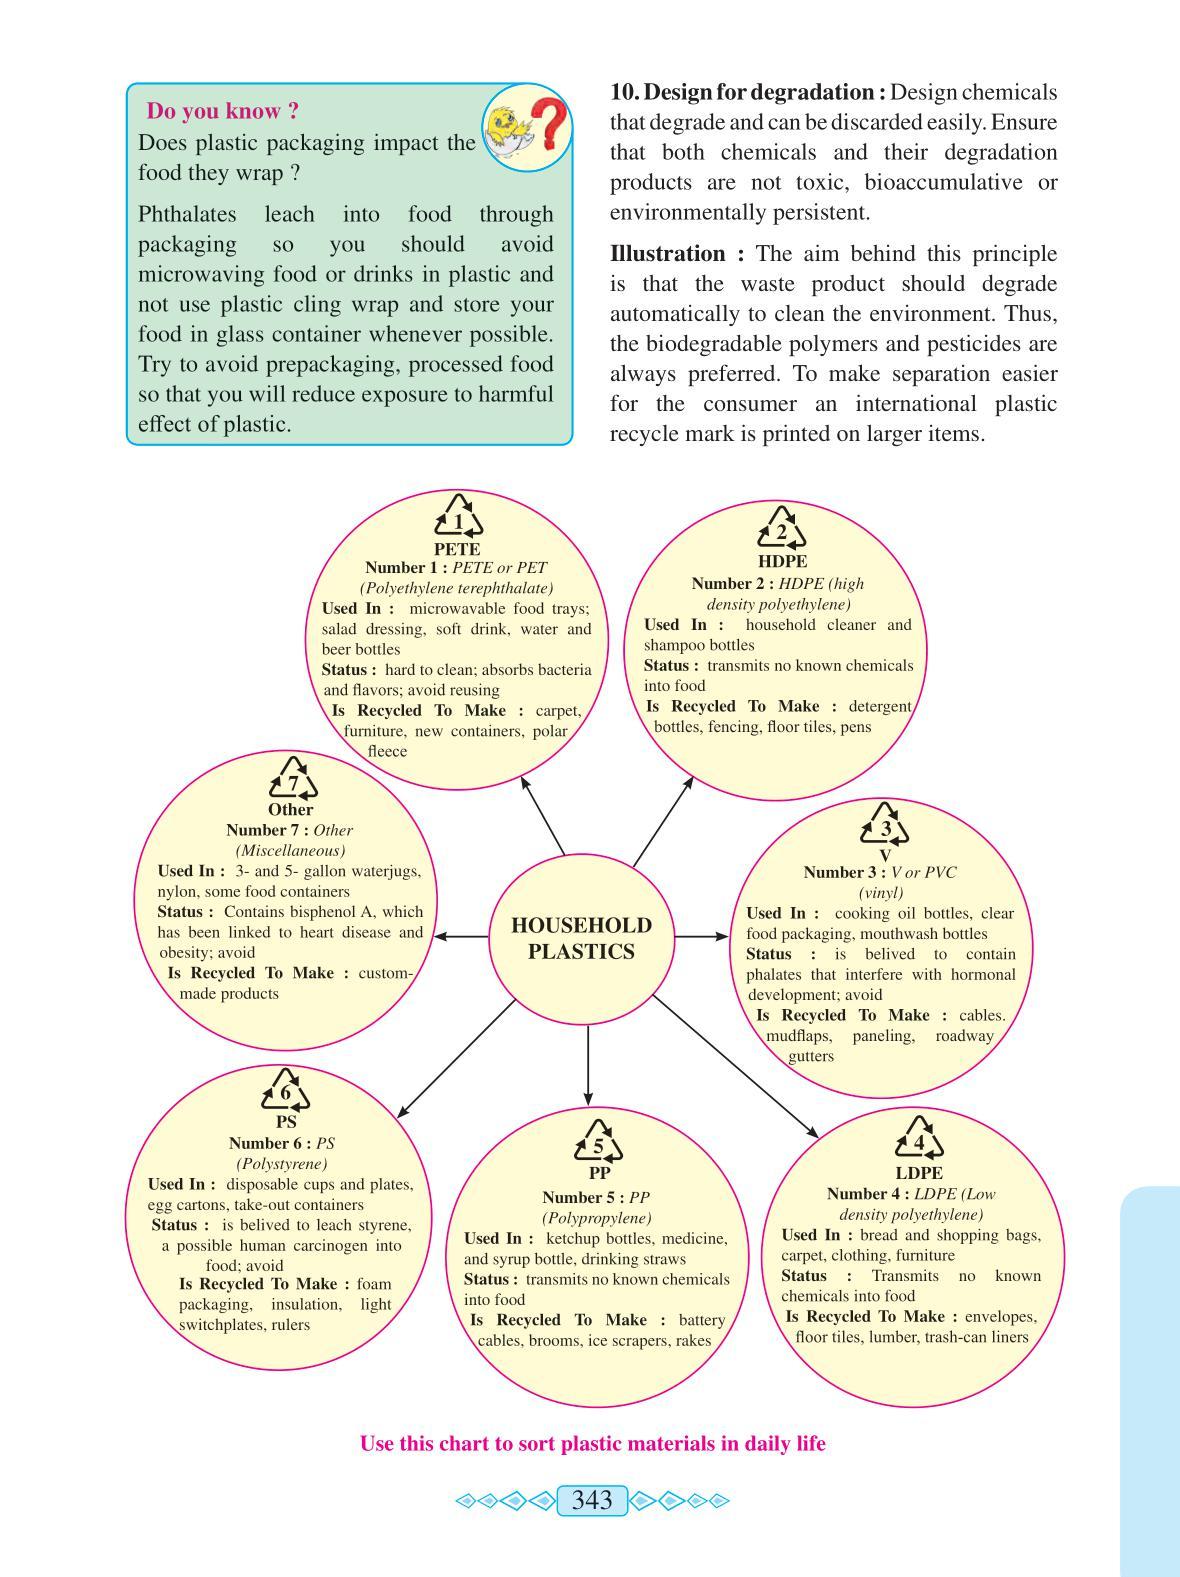 Do you know ?
Does plastic packaging impact the
food they wrap ?
Phthalates leach into food through
packaging so you should avoid
microwaving food or drinks in plastic and
not use plastic cling wrap and store your
food in glass container whenever possible.
Try to avoid prepackaging, processed food
so that you will reduce exposure to harmful
effect of plastic.
10. Design for degradation : Design chemicals
that degrade and can be discarded easily. Ensure
that both chemicals and their degradation
products are not toxic, bioaccumulative or
environmentally persistent.
Illustration : The aim behind this principle
is that the waste product should degrade
automatically to clean the environment. Thus,
the biodegradable polymers and pesticides are
always preferred. To make separation easier
for the consumer an international plastic
recycle mark is printed on larger items.
1
PETE
Number 1 : PETE or PET
(Polyethylene terephthalate)
Used In : microwavable food trays;
salad dressing, soft drink, water and
beer bottles
Status : hard to clean; absorbs bacteria
and flavors; avoid reusing
Is Recycled To Make : carpet,
furniture, new containers, polar
fleece
2
HDPE
Number 2 : HDPE (high
density polyethylene)
Used In : household cleaner and
shampoo bottles
Status : transmits no known chemicals
into food
Is Recycled To Make : detergent
bottles, fencing, floor tiles, pens
7
Other
Number 7 : Other
(Miscellaneous)
Used In : 3- and 5- gallon waterjugs,
nylon, some food containers
Status : Contains bisphenol A, which
has been linked to heart disease and
obesity; avoid
Is Recycled To Make : custom-
made products
HOUSEHOLD
PLASTICS
3
V
Number 3 : V or PVC
(vinyl)
Used In : cooking oil bottles, clear
food packaging, mouthwash bottles
Status : is belived to contain
phalates that interfere with hormonal
development; avoid
Is Recycled To Make : cables.
mudflaps, paneling, roadway
gutters
6
PS
Number 6 : PS
(Polystyrene)
Used In : disposable cups and plates,
egg cartons, take-out containers
Status : is belived to leach styrene,
a possible human carcinogen into
food; avoid
Is Recycled To Make : foam
packaging, insulation, light
switchplates, rulers
5
PP
Number 5 : PP
(Polypropylene)
Used In : ketchup bottles, medicine,
and syrup bottle, drinking straws
Status : transmits no known chemicals
into food
Is Recycled To Make : battery
cables, brooms, ice scrapers, rakes
4
LDPE
Number 4 : LDPE (Low
density polyethylene)
Used In : bread and shopping bags,
carpet, clothing, furniture
Status : Transmits no known
chemicals into food
Is Recycled To Make : envelopes,
floor tiles, lumber, trash-can liners
Use this chart to sort plastic materials in daily life
343